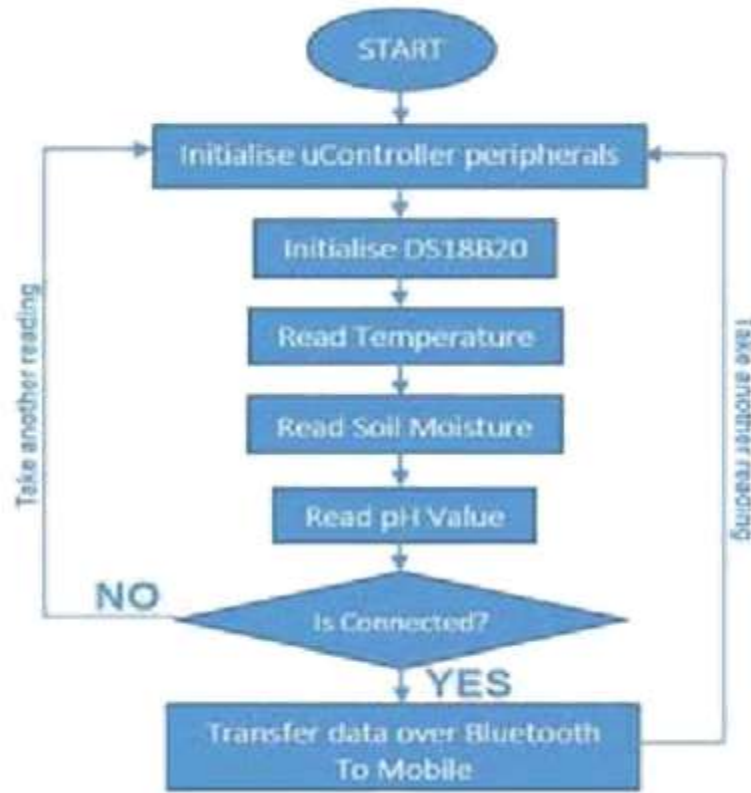 START
Initialise uController peripherals
Initialise DS18B20
Read Temperature
Read Soil Moisture
Read pH Value
Is Connected?
NO
YES
Transfer data over Bluetooth
To Mobile
Take another reading
Take another reading